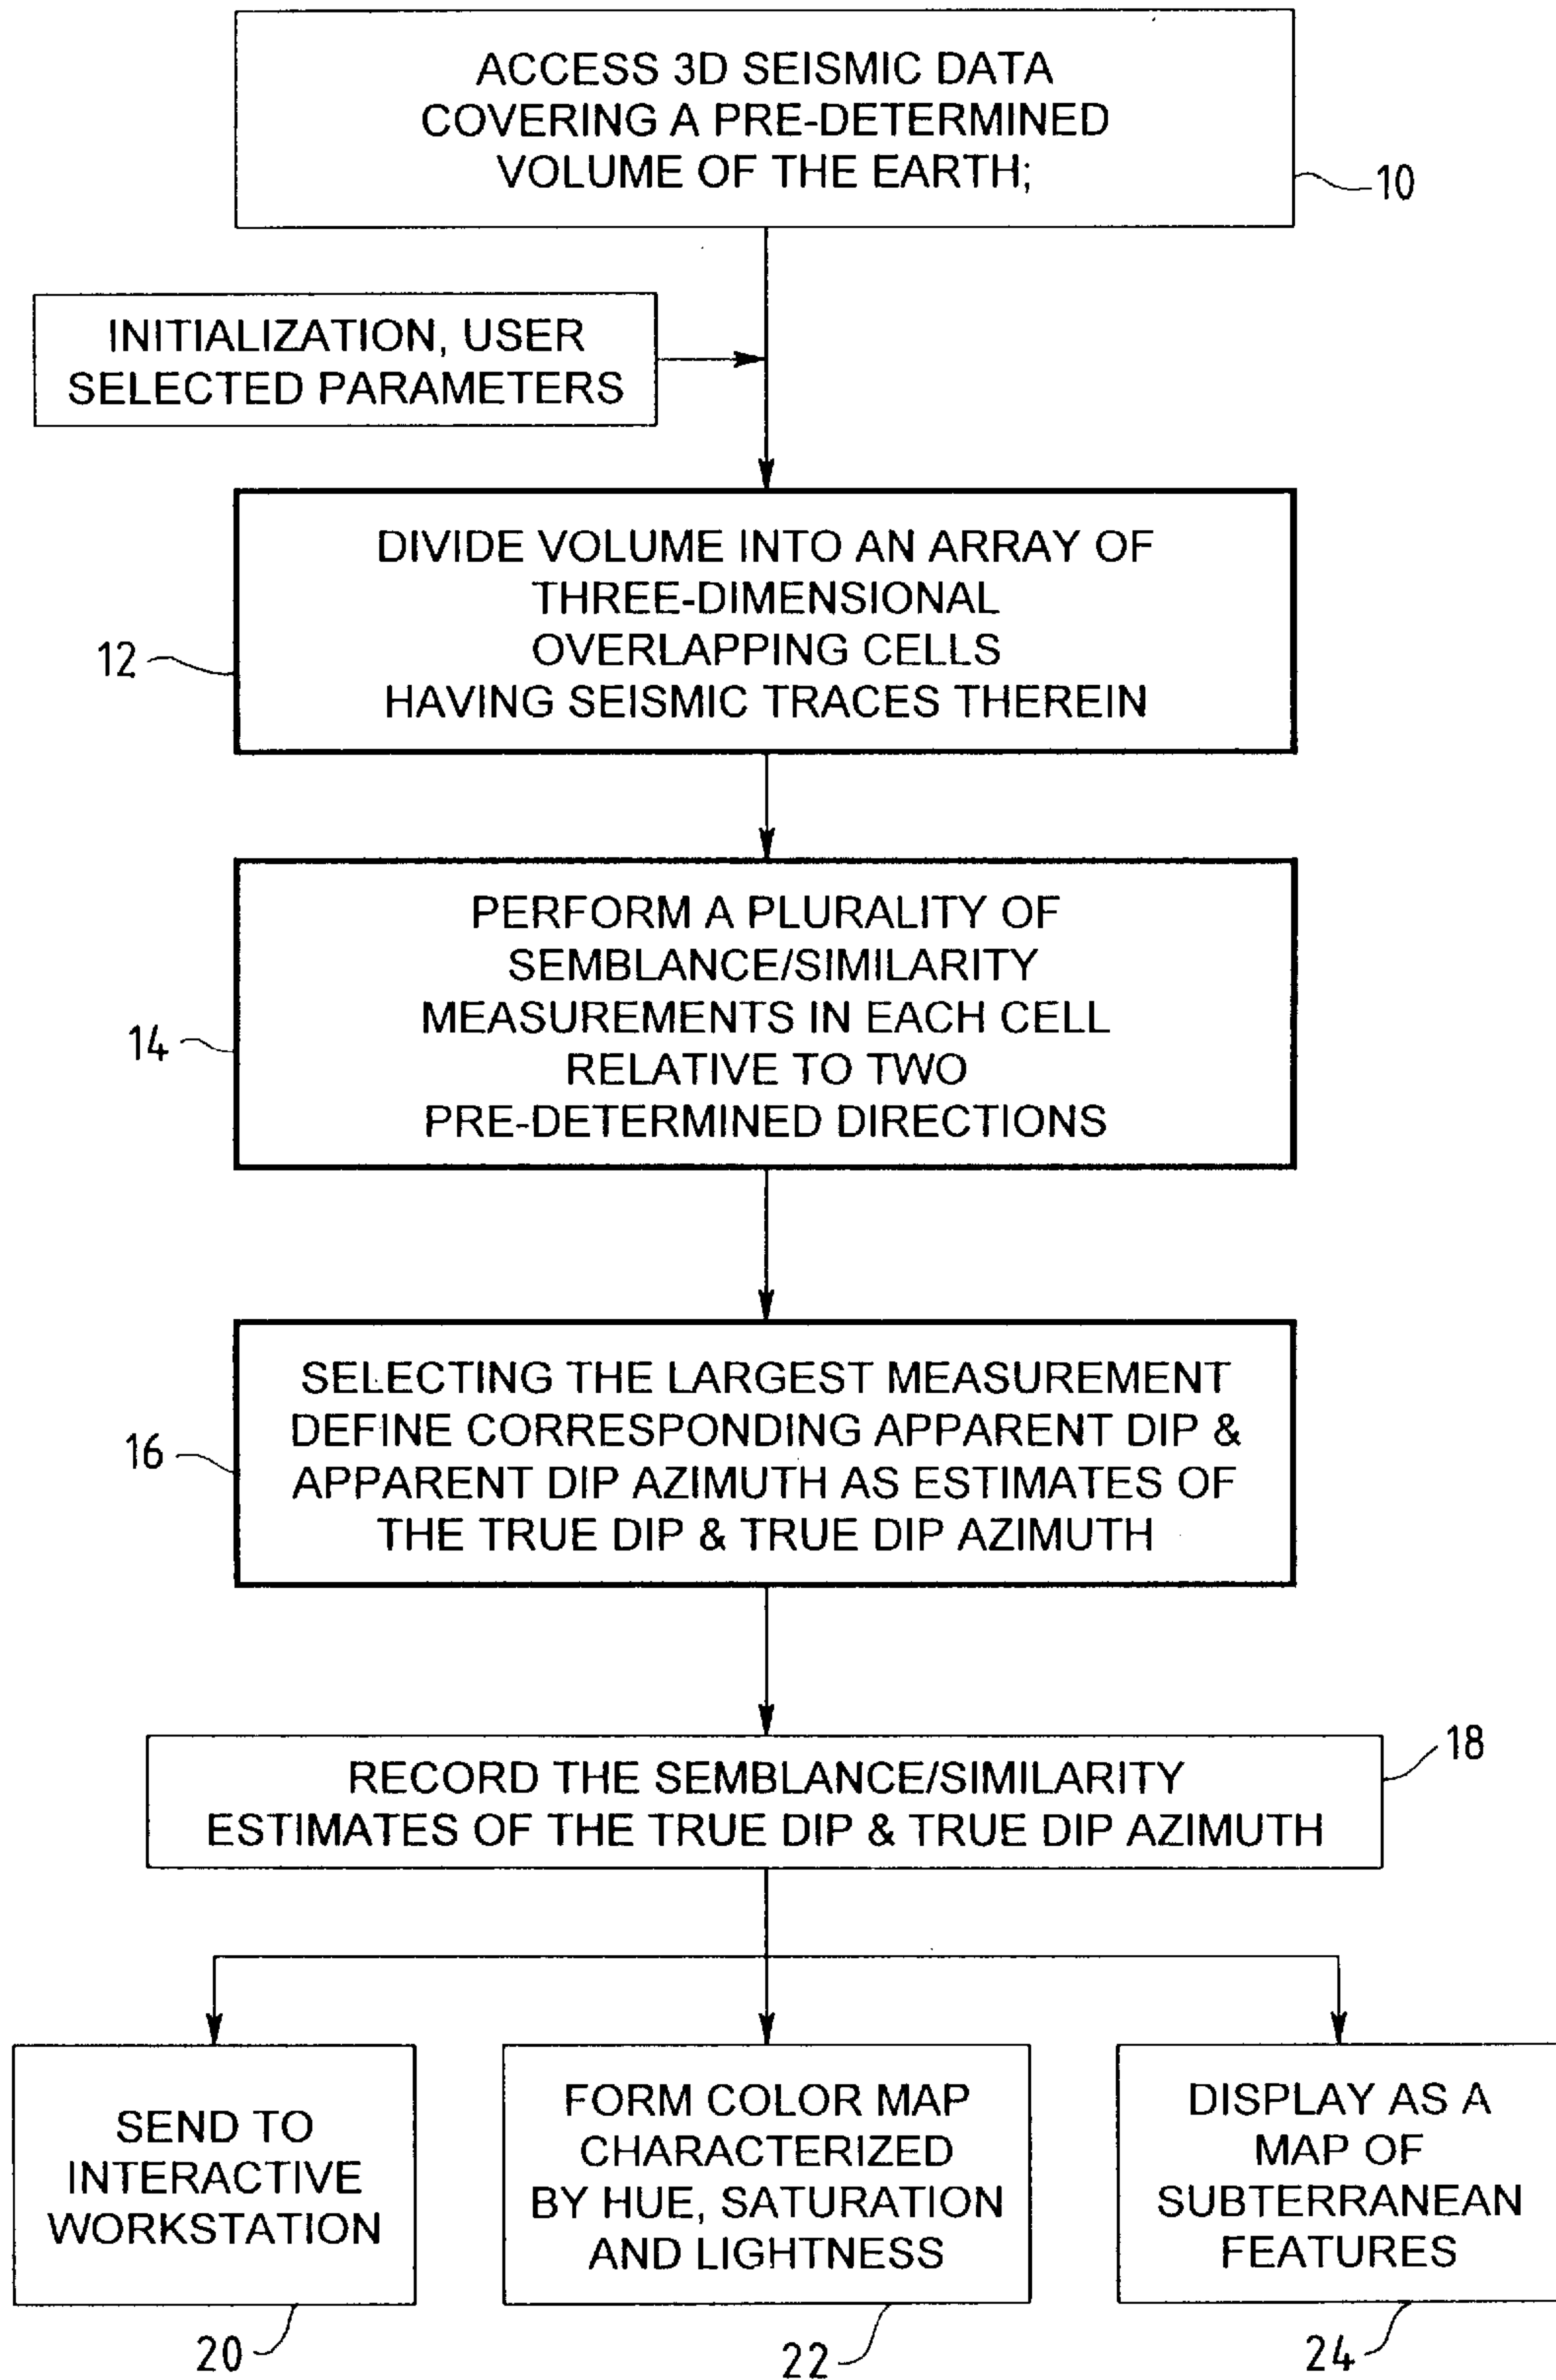 ACCESS 3D SEISMIC DATA
COVERING A PRE-DETERMINED
VOLUME OF THE EARTH;
10
INITIALIZATION, USER
SELECTED PARAMETERS
DIVIDE VOLUME INTO AN ARRAY OF
THREE-DIMENSIONAL
OVERLAPPING CELLS
HAVING SEISMIC TRACES THEREIN
12
PERFORM A PLURALITY OF
SEMBLANCE/SIMILARITY
MEASUREMENTS IN EACH CELL
RELATIVE TO TWO
PRE-DETERMINED DIRECTIONS
14
SELECTING THE LARGEST MEASUREMENT
DEFINE CORRESPONDING APPARENT DIP &
APPARENT DIP AZIMUTH AS ESTIMATES OF
THE TRUE DIP & TRUE DIP AZIMUTH
16
RECORD THE SEMBLANCE/SIMILARITY
ESTIMATES OF THE TRUE DIP & TRUE DIP AZIMUTH
18
SEND TO
INTERACTIVE
WORKSTATION
20
FORM COLOR MAP
CHARACTERIZED
BY HUE, SATURATION
AND LIGHTNESS
22
DISPLAY AS A
MAP OF
SUBTERRANEAN
FEATURES
24